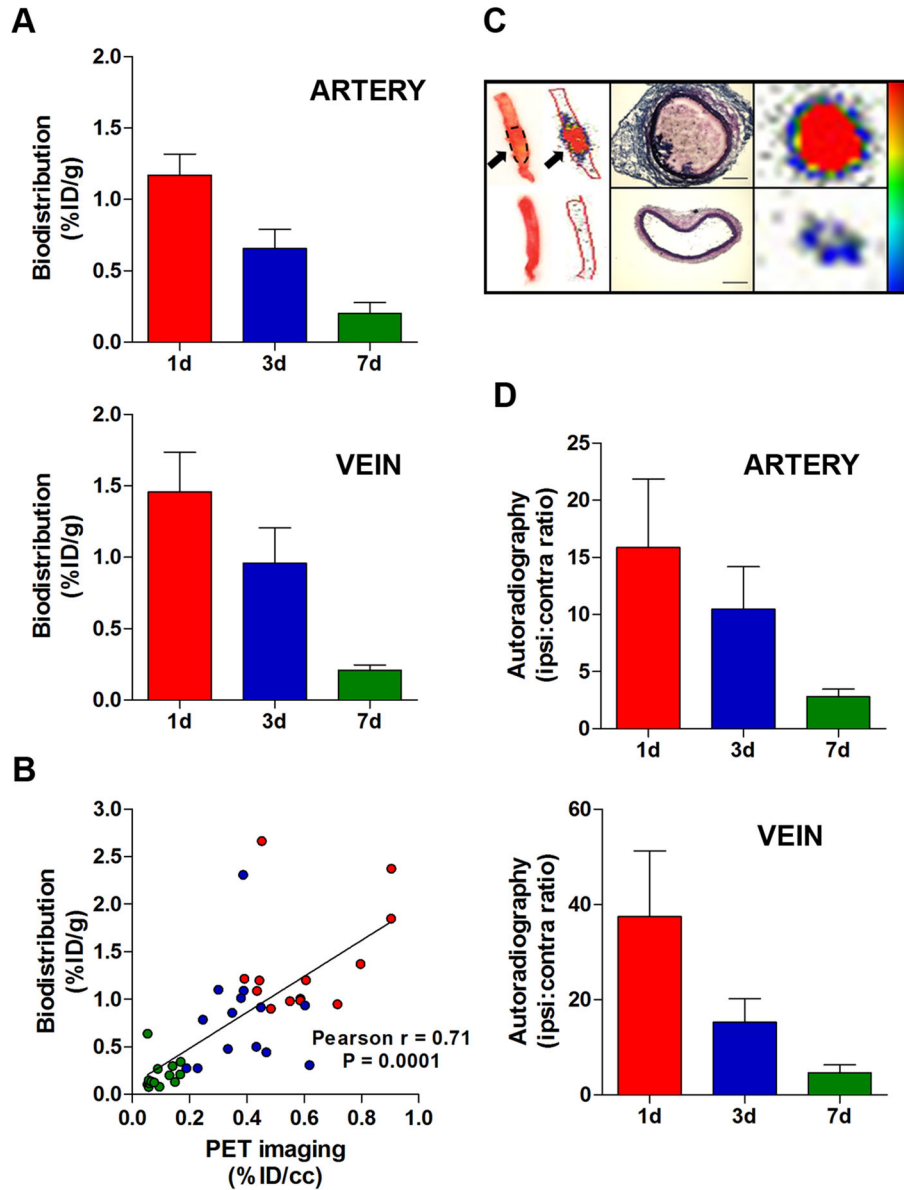 A
2.0
1.5
1.0
0.5
0.0
Biodistribution
(%ID/g)
ARTERY
1d 3d 7d
2.0
1.5
1.0
0.5
0.0
Biodistribution
(%ID/g)
VEIN
1d 3d 7d
B
3.0
2.5
2.0
1.5
1.0
0.5
0.0
Biodistribution
(%ID/g)
Pearson r = 0.71
P = 0.0001
0.0 0.2 0.4 0.6 0.8 1.0
PET imaging
(%ID/cc)
C
D
25
20
15
10
5
0
Autoradiography
(ipsi:contra ratio)
ARTERY
1d 3d 7d
60
40
20
0
Autoradiography
(ipsi:contra ratio)
VEIN
1d 3d 7d